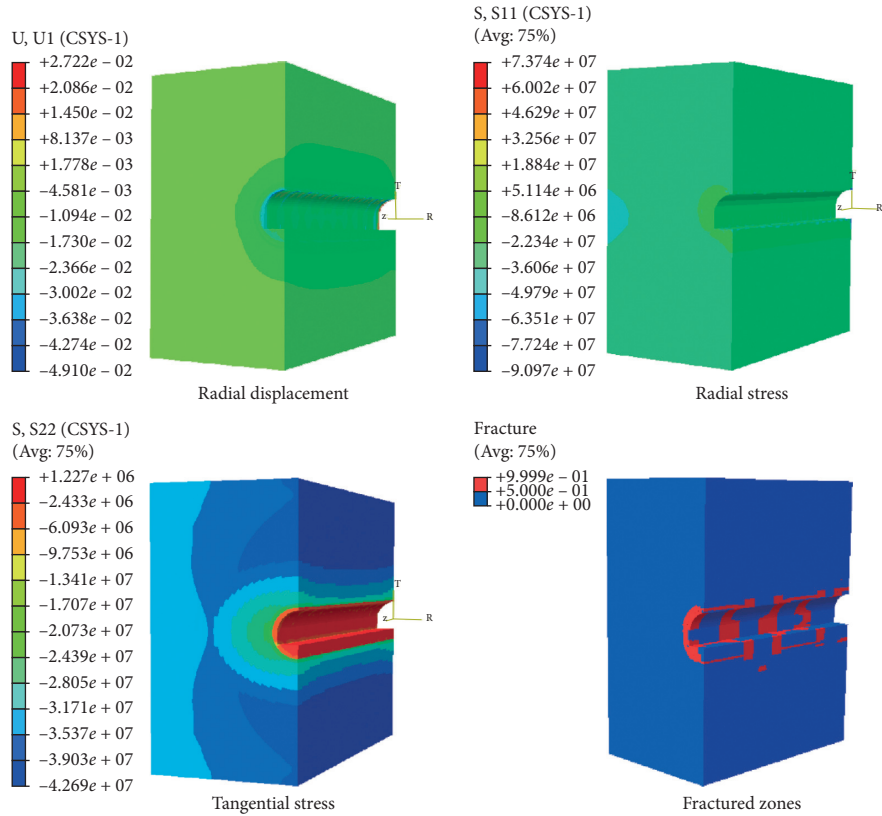 U, U1 (CSYS-1)
+2.722e – 02
+2.086e – 02
+1.450e – 02
+8.137e – 03
+1.778e – 03
–4.581e – 03
–1.094e – 02
–1.730e – 02
–2.366e – 02
–3.002e – 02
–3.638e – 02
–4.274e – 02
–4.910e – 02
T
z
R
Radial displacement
S, S11 (CSYS-1)
(Avg: 75%)
+7.374e + 07
+6.002e + 07
+4.629e + 07
+3.256e + 07
+1.884e + 07
+5.114e + 06
–8.612e + 06
–2.234e + 07
–3.606e + 07
–4.979e + 07
–6.351e + 07
–7.724e + 07
–9.097e + 07
T
z
R
Radial stress
S, S22 (CSYS-1)
(Avg: 75%)
+1.227e + 06
–2.433e + 06
–6.093e + 06
–9.753e + 06
–1.341e + 07
–1.707e + 07
–2.073e + 07
–2.439e + 07
–2.805e + 07
–3.171e + 07
–3.537e + 07
–3.903e + 07
–4.269e + 07
T
z
R
Tangential stress
Fracture
(Avg: 75%)
+9.999e – 01
+5.000e – 01
+0.000e + 00
Fractured zones